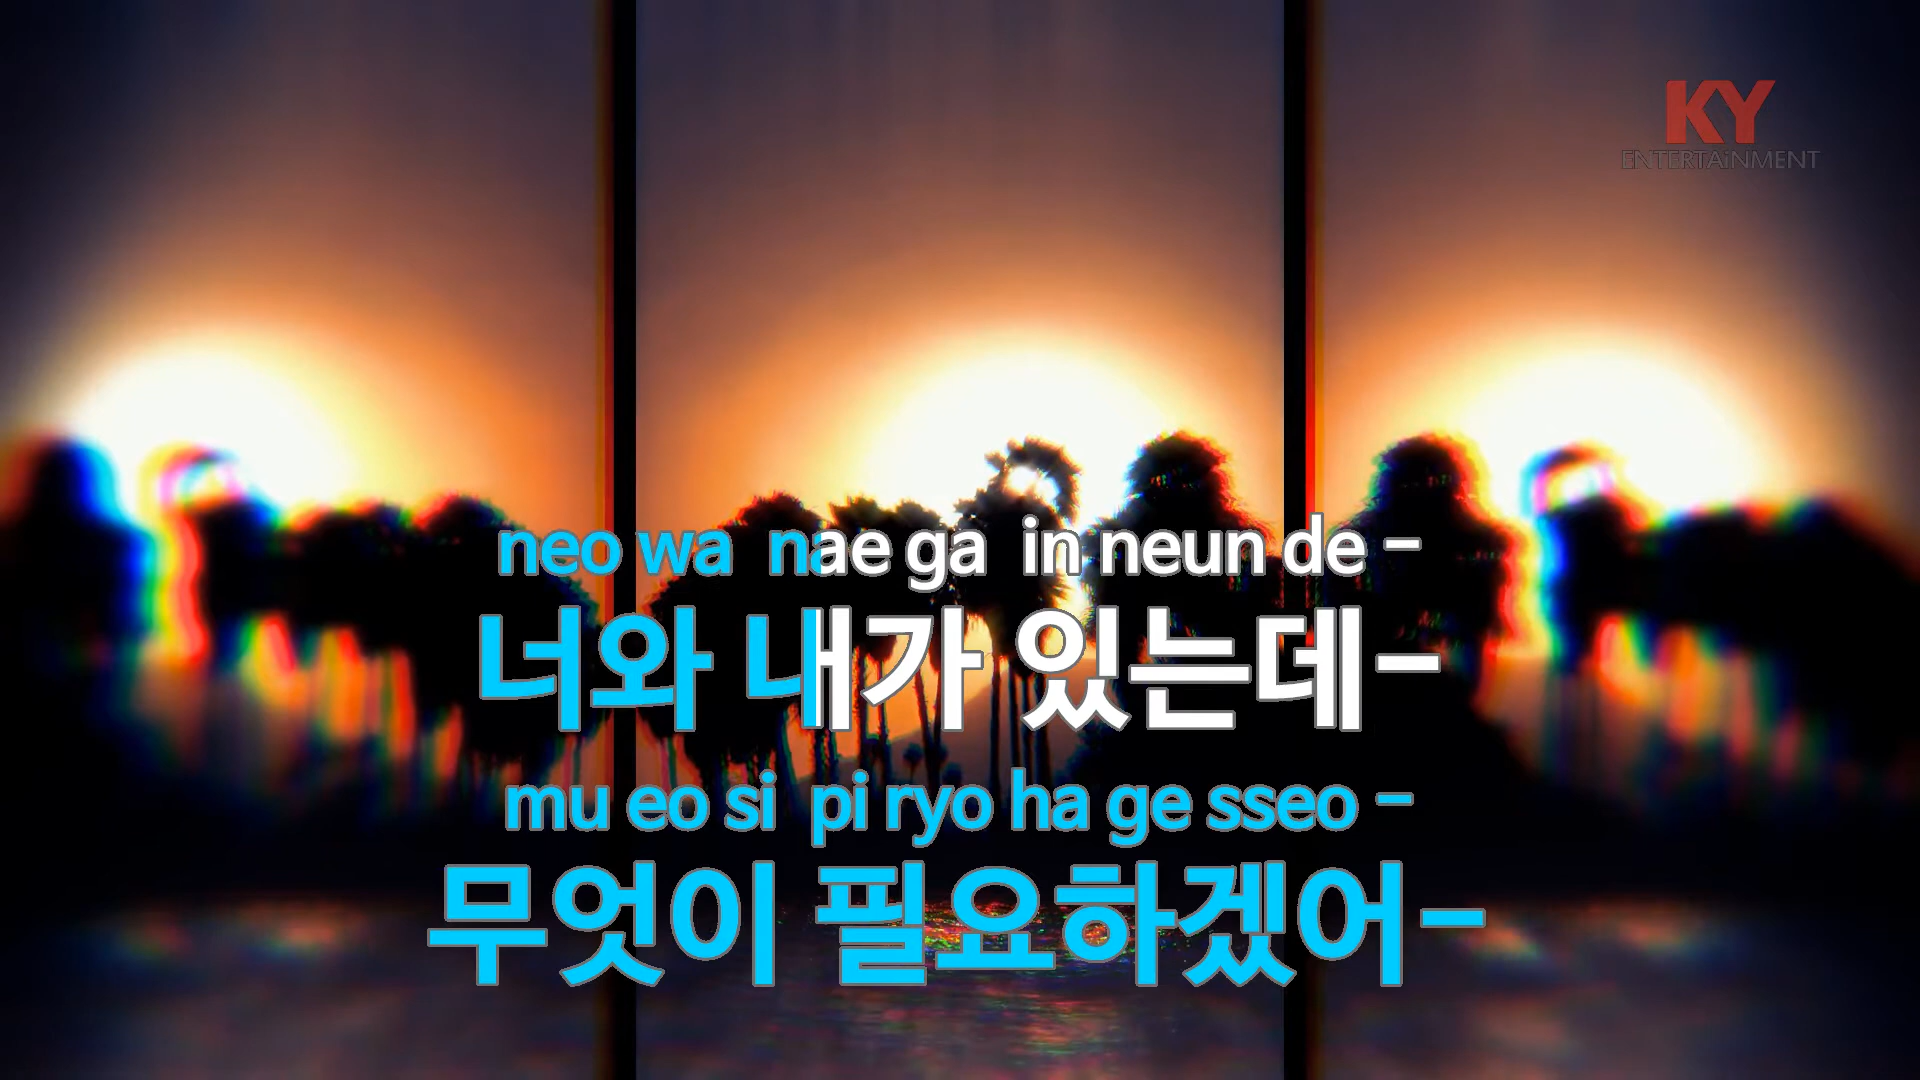 KY
ENTERTAiNMENT
neo wa nae ga in neun de -
너와 내가 있는데-
mu eo si pi ryo ha ge sseo -
무엇이 필요하겠어-